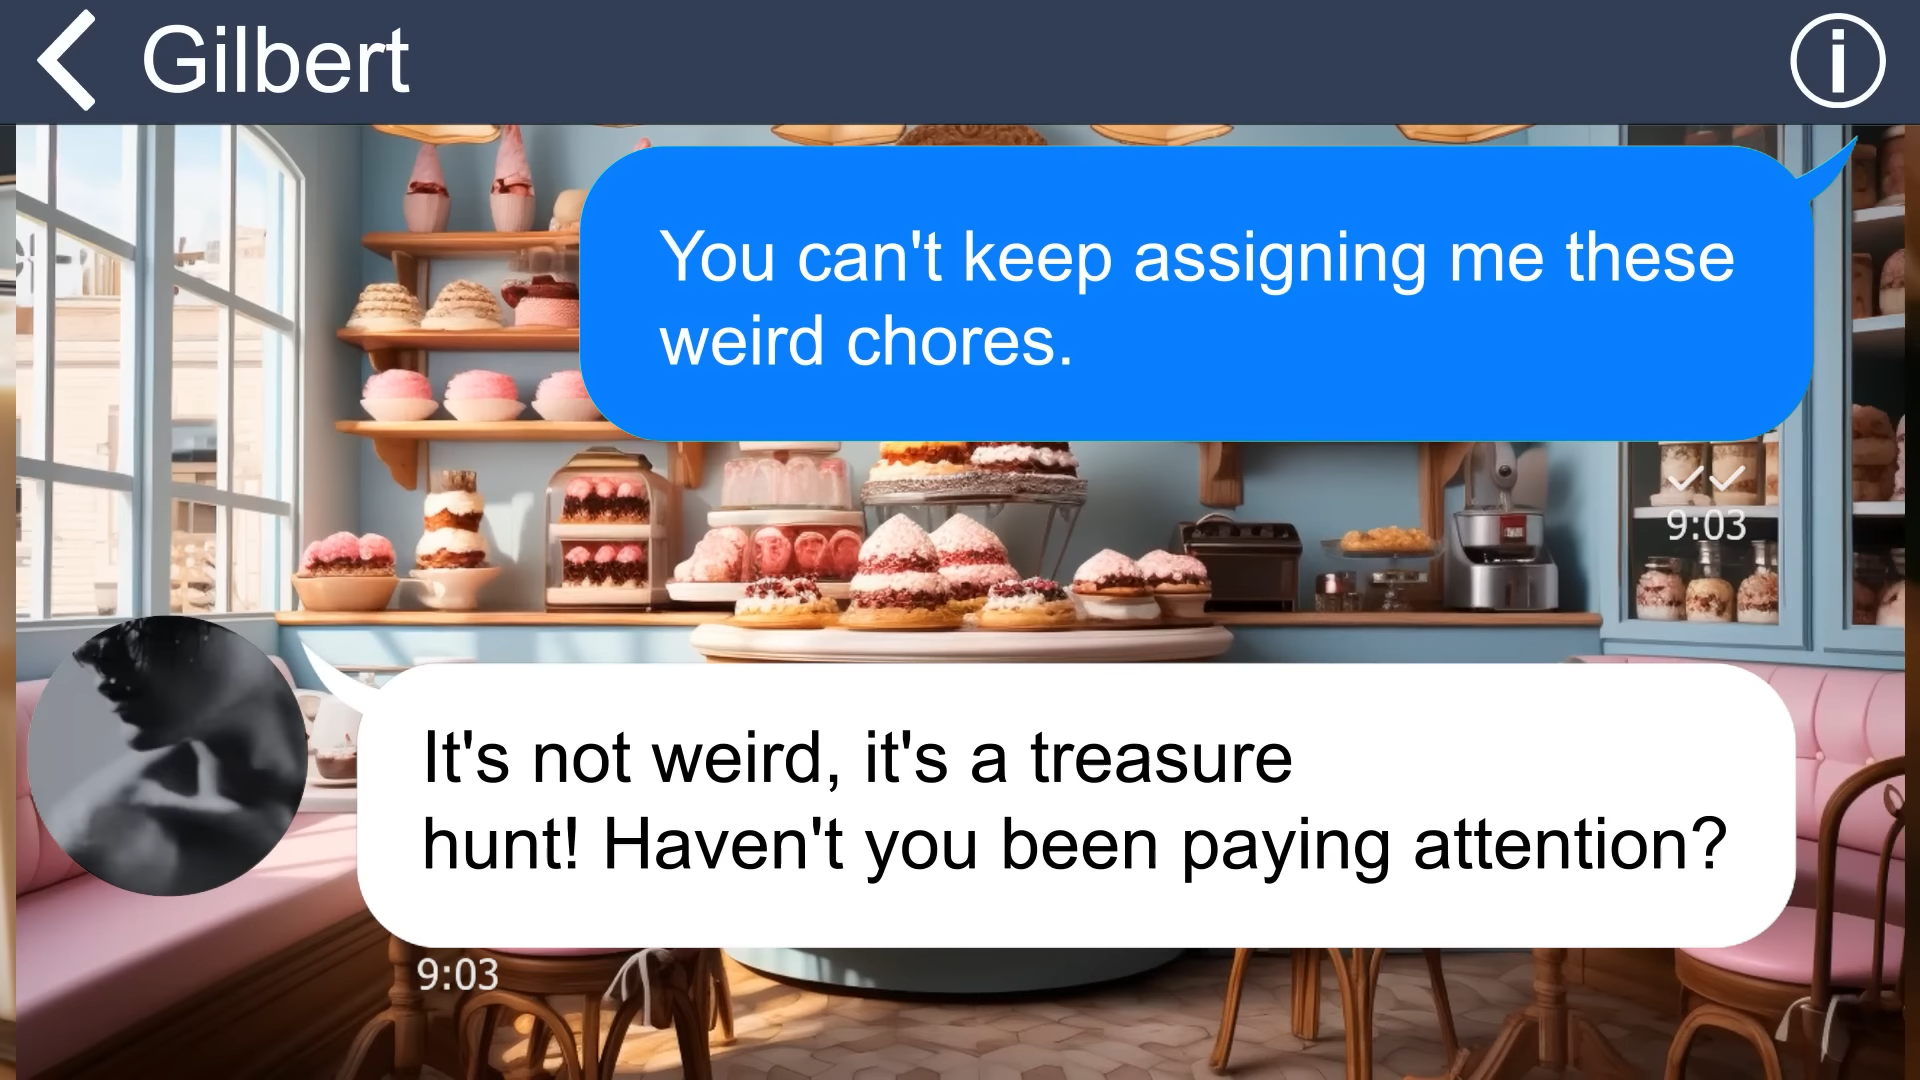 Gilbert
You can't keep assigning me these
weird chores.
9:03
It's not weird, it's a treasure
hunt! Haven't you been paying attention?
9:03